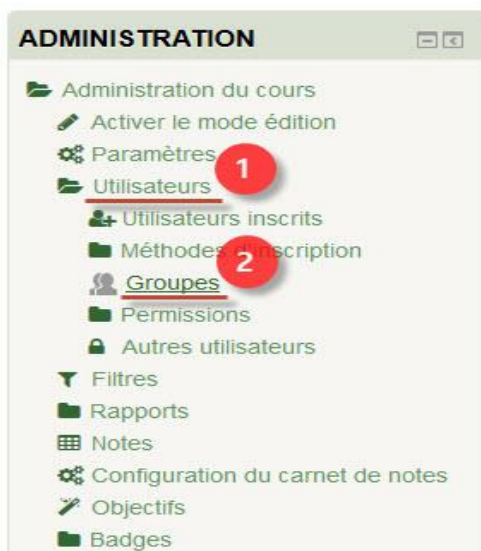 ADMINISTRATION
Administration du cours
Activer le mode édition
Paramètres
1
Utilisateurs
Utilisateurs inscrits
Méthodes d'inscription
2
Groupes
Permissions
Autres utilisateurs
Filtres
Rapports
Notes
Configuration du carnet de notes
Objectifs
Badges